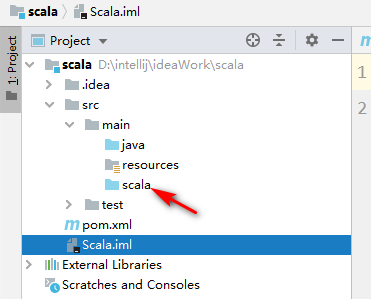 scala Scala.iml
1: Project
Project
scala D:\intellij\ideaWork\scala
.idea
src
main
java
resources
scala
test
m pom.xml
Scala.iml
External Libraries
Scratches and Consoles
1
2